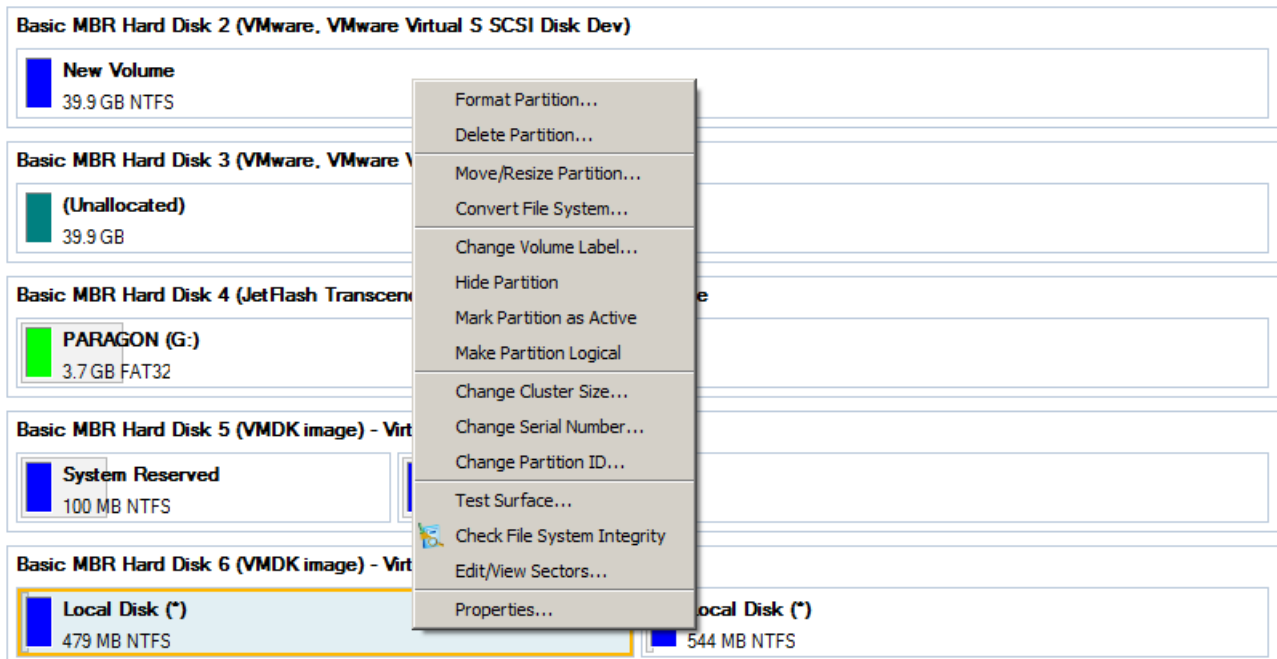 Basic MBR Hard Disk 2 (VMware, VMware Virtual S SCSI Disk Dev)
New Volume
39.9 GB NTFS
Basic MBR Hard Disk 3 (VMware, VMware
(Unallocated)
39.9 GB
Basic MBR Hard Disk 4 (JetFlash
PARAGON (G:)
3.7 GB FAT32
Basic MBR Hard Disk 5 (VMDK image) -
System Reserved
100 MB NTFS
Basic MBR Hard Disk 6 (VMDK image) -
Local Disk (*)
479 MB NTFS
Disk (*)
544 MB NTFS
Format Partition...
Delete Partition...
Move/Resize Partition...
Convert File System...
Change Volume Label...
Hide Partition
Mark Partition as Active
Make Partition Logical
Change Cluster Size...
Change Serial Number...
Change Partition ID...
Test Surface...
Check File System Integrity
Edit/View Sectors...
Properties...